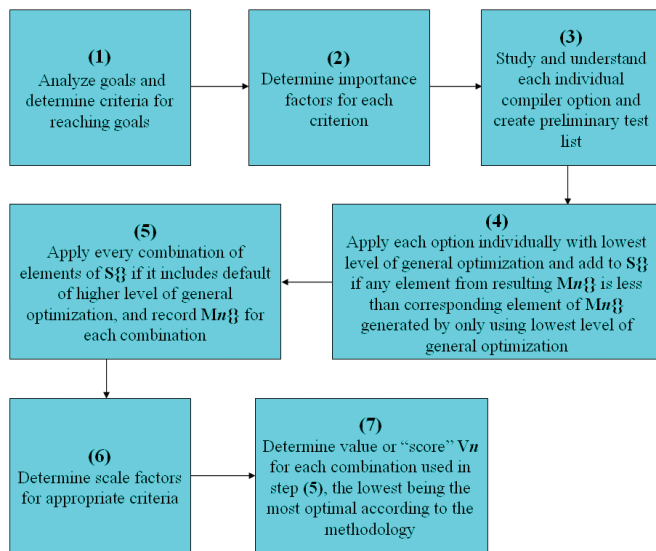 (1)
Analyze goals and
determine criteria for
reaching goals
(2)
Determine importance
factors for each
criterion
(3)
Study and understand
each individual
compiler option and
create preliminary test
list
(4)
Apply each option individually with lowest
level of general optimization and add to S{}
if any element from resulting Mn{} is less
than corresponding element of Mn{}
generated by only using lowest level of
general optimization
(5)
Apply every combination of
elements of S{} if it includes default
of higher level of general
optimization, and record Mn{} for
each combination
(6)
Determine scale factors
for appropriate criteria
(7)
Determine value or “score” Vn
for each combination used in
step (5), the lowest being the
most optimal according to the
methodology